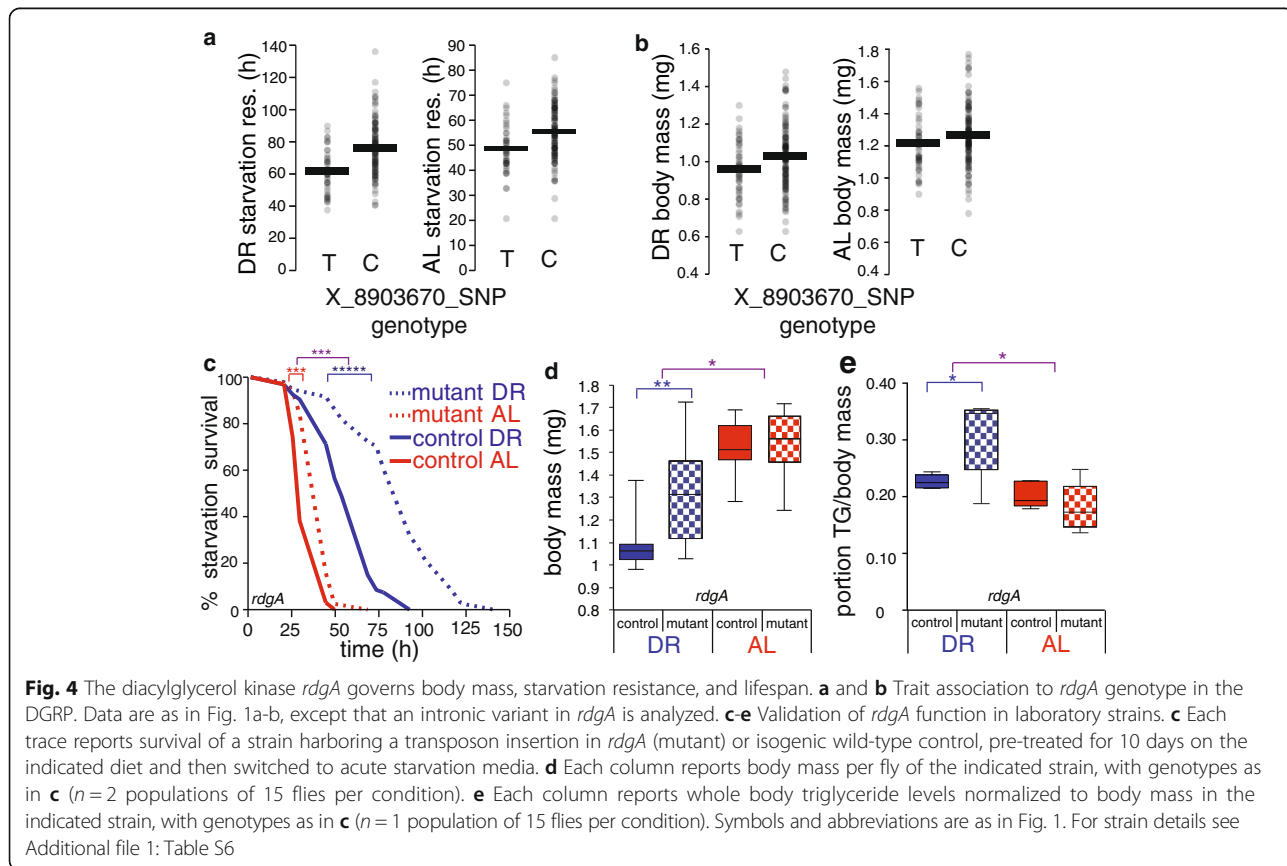 a
DR starvation res. (h)
140
120
100
80
60
40
20
0
T C
AL starvation res. (h)
90
80
70
60
50
40
30
20
10
0
T C
X_8903670_SNP
genotype
b
DR body mass (mg)
1.6
1.4
1.2
1.0
0.8
0.6
0.4
T C
AL body mass (mg)
1.8
1.6
1.4
1.2
1.0
0.8
0.6
0.4
T C
X_8903670_SNP
genotype
c
% starvation survival
***
*** *****
100
80
60
40
20
0
mutant DR
mutant AL
control DR
control AL
rdgA
0 25 50 75 100 125 150
time (h)
d
body mass (mg)
*
**
1.8
1.7
1.6
1.5
1.4
1.3
1.2
1.1
1
0.9
0.8
rdgA
control mutant control mutant
DR AL
e
portion TG/body mass
*
*
0.40
0.30
0.20
0.10
0
rdgA
control mutant control mutant
DR AL
Fig. 4 The diacylglycerol kinase rdgA governs body mass, starvation resistance, and lifespan. a and b Trait association to rdgA genotype in the
DGRP. Data are as in Fig. 1a-b, except that an intronic variant in rdgA is analyzed. c-e Validation of rdgA function in laboratory strains. c Each
trace reports survival of a strain harboring a transposon insertion in rdgA (mutant) or isogenic wild-type control, pre-treated for 10 days on the
indicated diet and then switched to acute starvation media. d Each column reports body mass per fly of the indicated strain, with genotypes as
in c (n = 2 populations of 15 flies per condition). e Each column reports whole body triglyceride levels normalized to body mass in the
indicated strain, with genotypes as in c (n = 1 population of 15 flies per condition). Symbols and abbreviations are as in Fig. 1. For strain details see
Additional file 1: Table S6